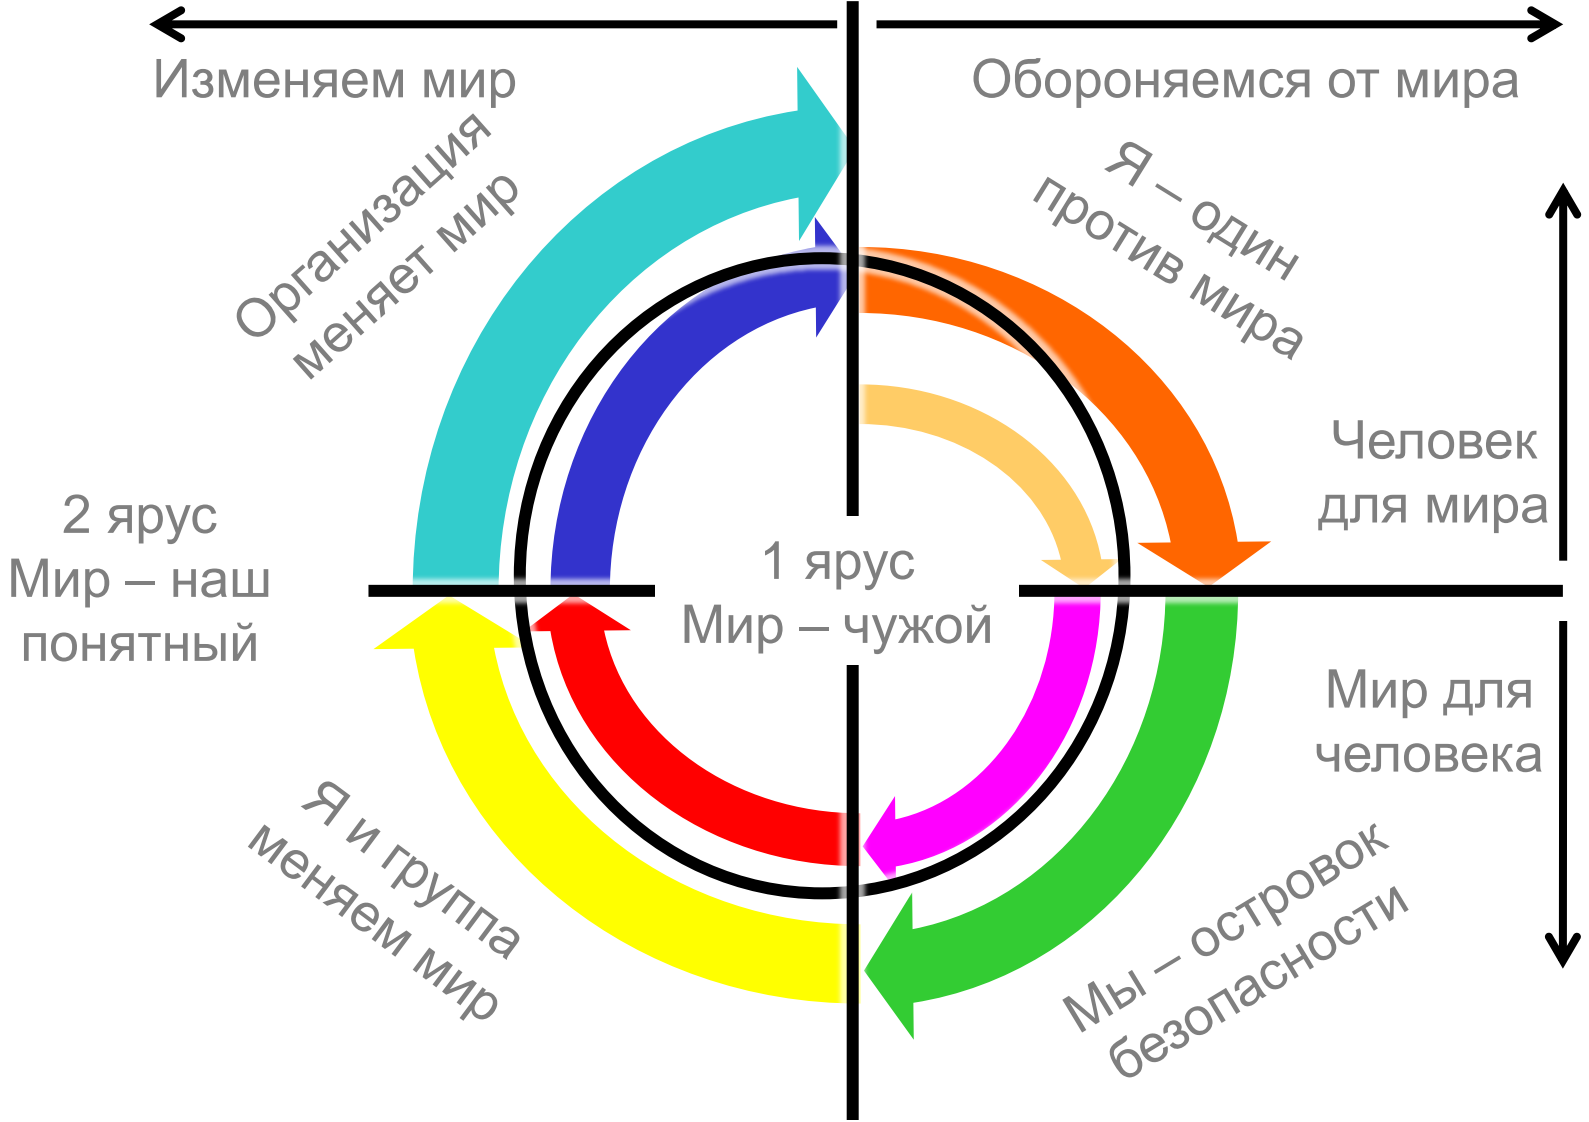 Изменяем мир
Обороняемся от мира
Организация
меняет мир
Я – один
против мира
Человек
для мира
2 ярус
Мир – наш
понятный
1 ярус
Мир – чужой
Мир для
человека
Я и группа
меняем мир
Мы – островок
безопасности